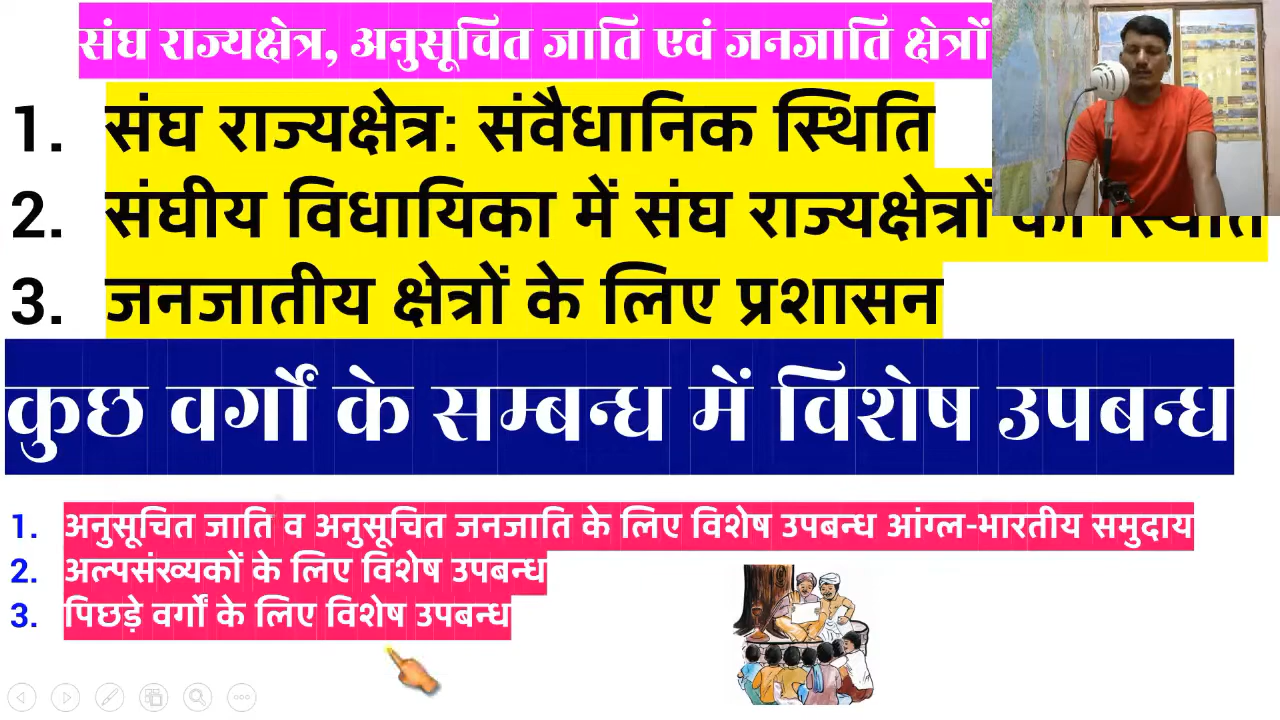 संघ राज्यक्षेत्र, अनुसूचित जाति एवं जनजाति क्षेत्रों
1. संघ राज्यक्षेत्र: संवैधानिक स्थिति
2. संघीय विधायिका में संघ राज्यक्षेत्रों की स्थिति
3. जनजातीय क्षेत्रों के लिए प्रशासन
कुछ वर्गों के सम्बन्ध में विशेष उपबन्ध
1. अनुसूचित जाति व अनुसूचित जनजाति के लिए विशेष उपबन्ध आंग्ल-भारतीय समुदाय
2. अल्पसंख्यकों के लिए विशेष उपबन्ध
3. पिछड़े वर्गों के लिए विशेष उपबन्ध